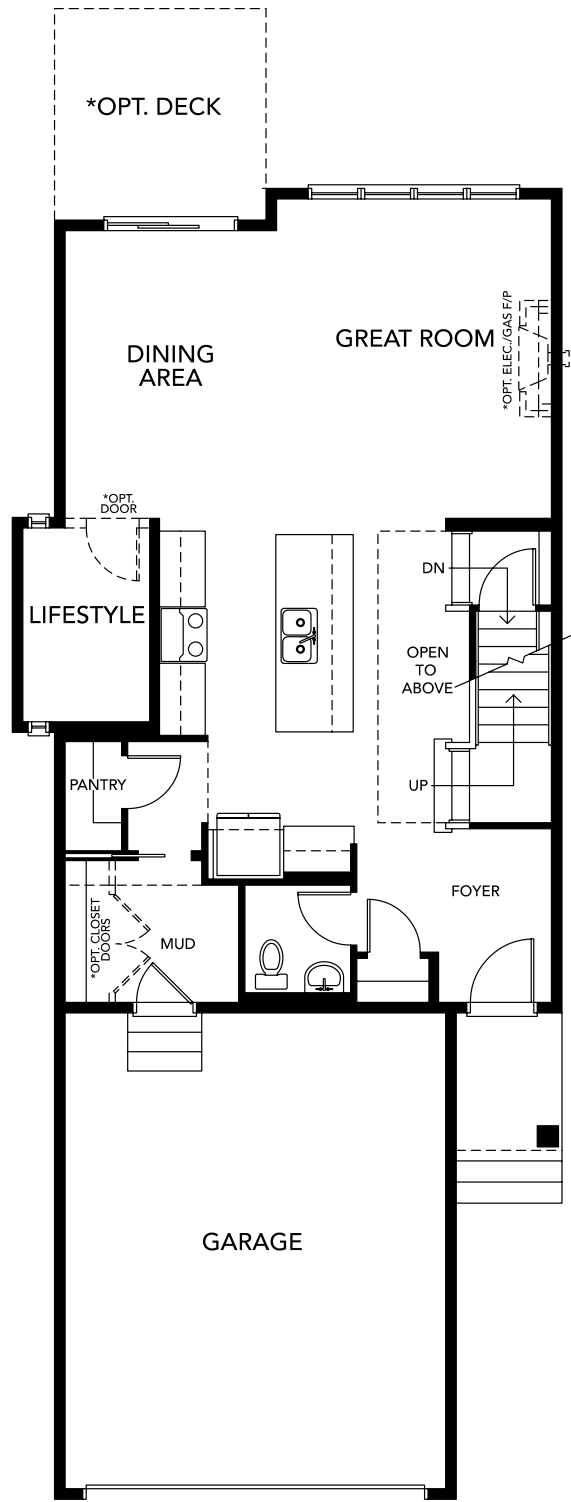 *OPT. DECK
GREAT ROOM
*OPT. ELEC./GAS F/P
DINING
AREA
*OPT.
DOOR
LIFESTYLE
DN
OPEN
TO
ABOVE
UP
PANTRY
FOYER
*OPT. CLOSET
DOORS
MUD
GARAGE